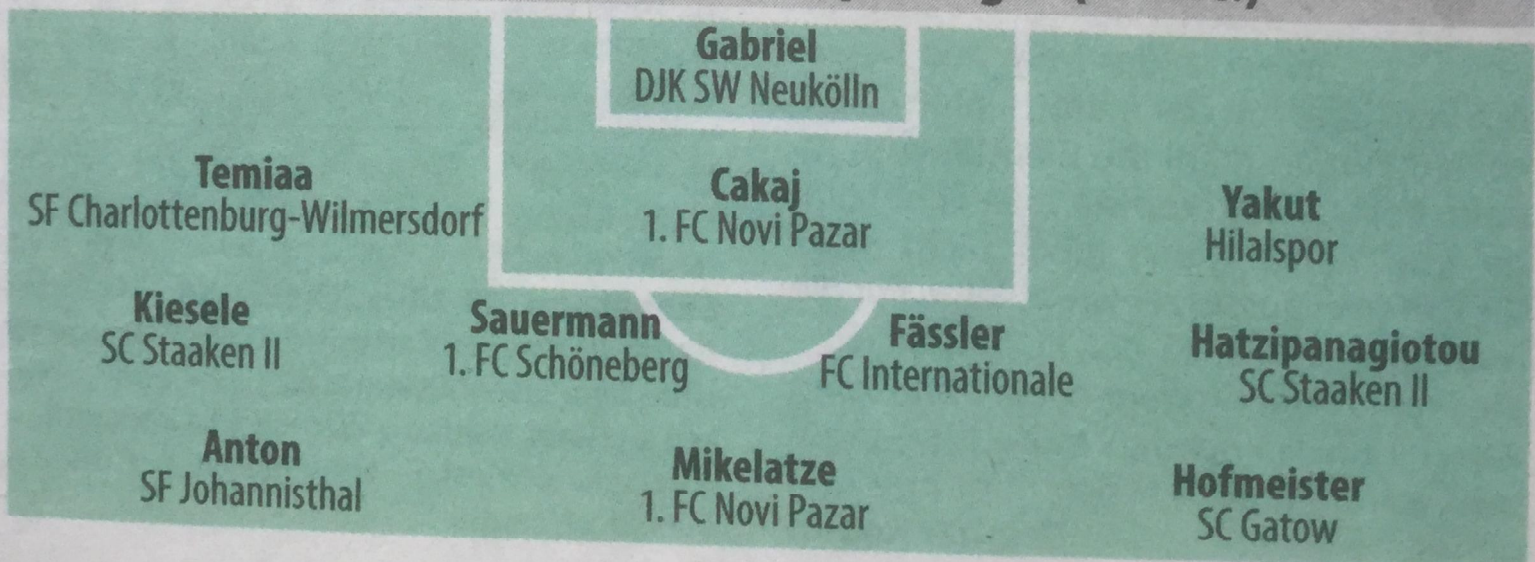 Gabriel
DJK SW Neukölln
Temiaa
SF Charlottenburg-Wilmersdorf
Cakaj
1. FC Novi Pazar
Yakut
Hilalspor
Kiesele
SC Staaken II
Sauermann
1. FC Schöneberg
Fässler
FC Internationale
Hatzipanagiotou
SC Staaken II
Anton
SF Johannisthal
Mikelatze
1. FC Novi Pazar
Hofmeister
SC Gatow